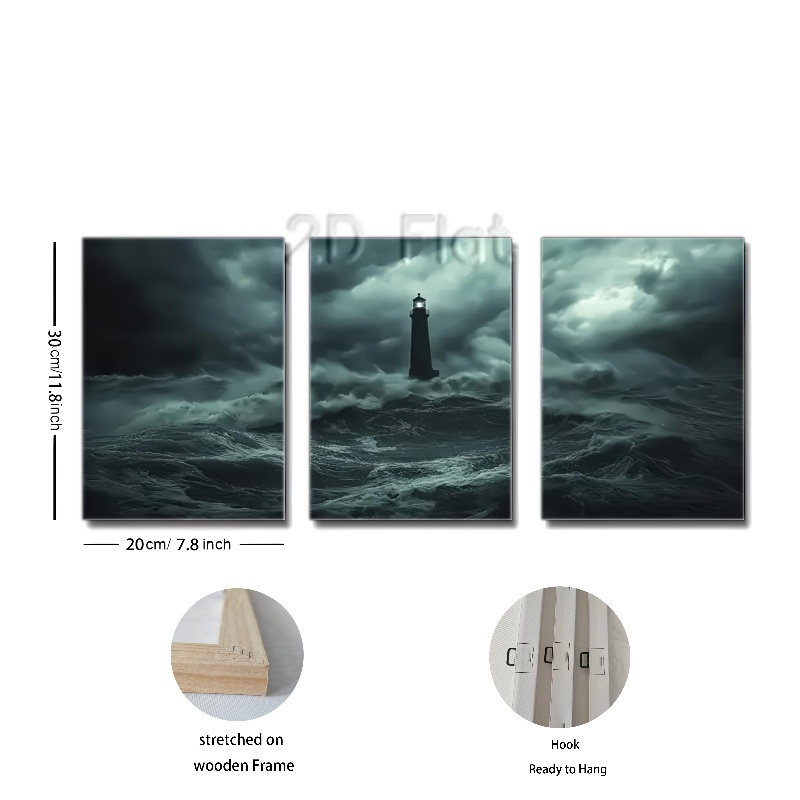 2D Flat
30cm/11.8inch
20cm/ 7.8 inch
stretched on
wooden Frame
Hook
Ready to Hang